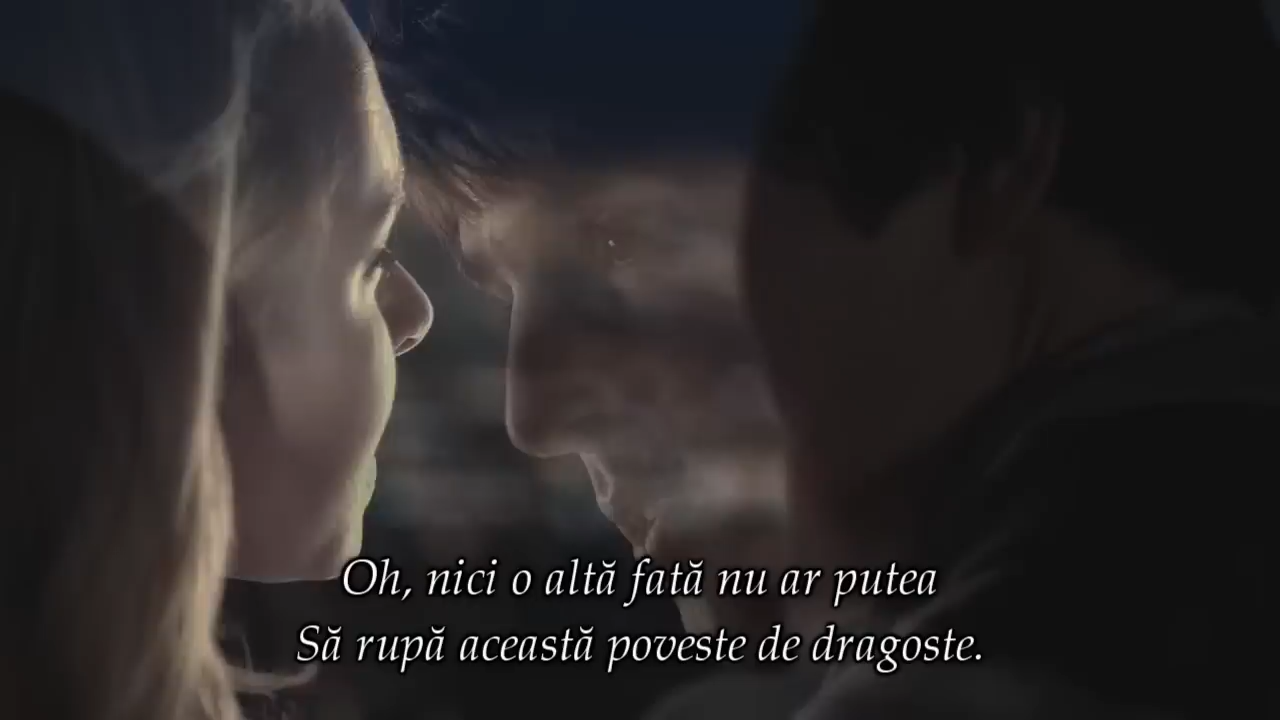 Oh, nici o altă fată nu ar putea
Să rupă această poveste de dragoste.